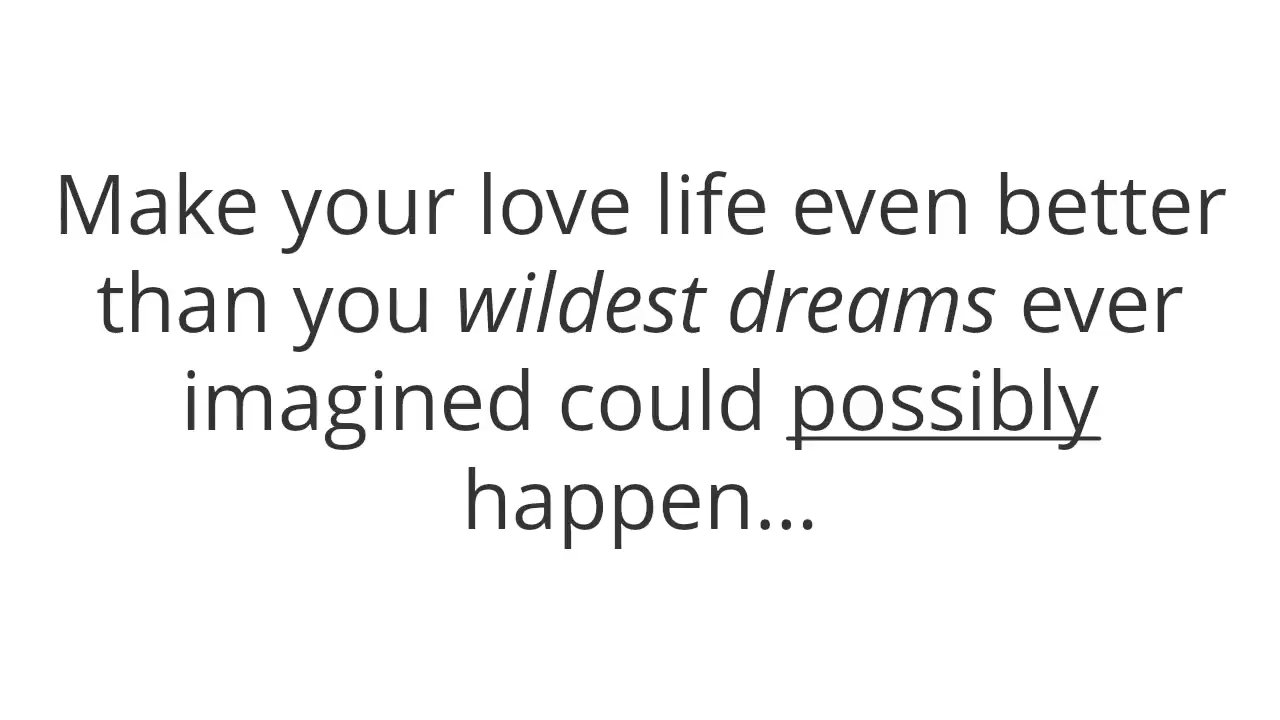 Make your love life even better
than you wildest dreams ever
imagined could possibly
happen...